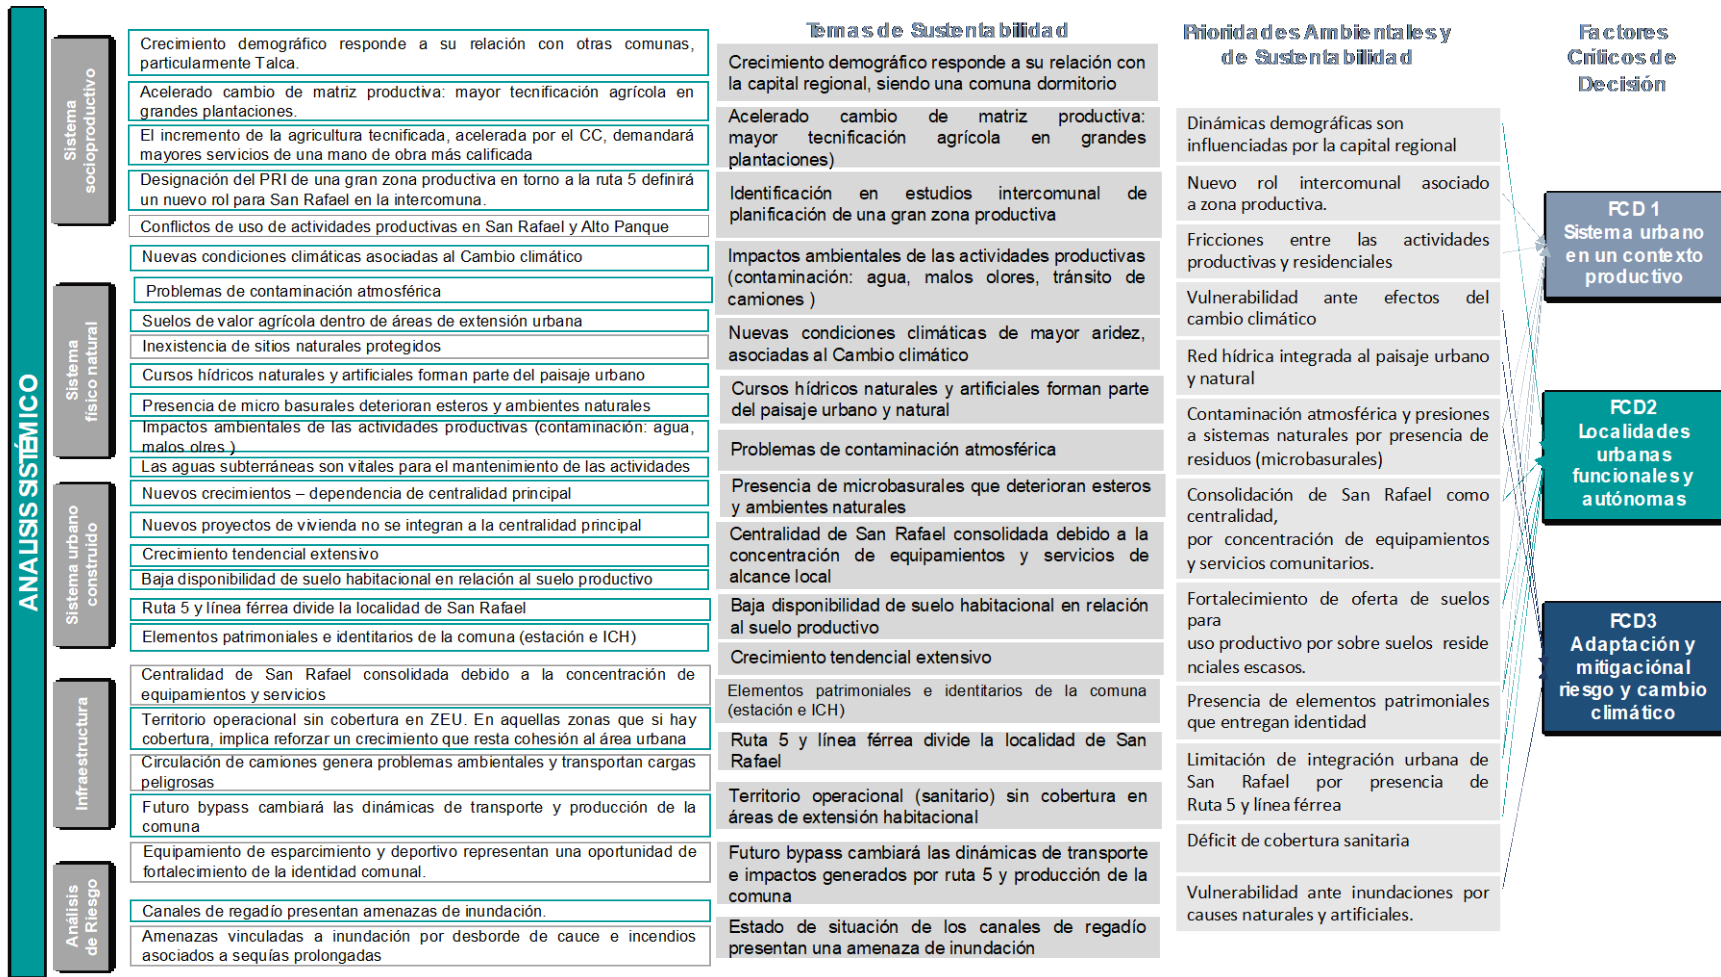 ANALISIS SISTÉMICO
Sistema
socioproductivo
Crecimiento demográfico responde a su relación con otras comunas,
particularmente Talca.
Acelerado cambio de matriz productiva: mayor tecnificación agrícola en
grandes plantaciones.
El incremento de la agricultura tecnificada, acelerada por el CC, demandará
mayores servicios de una mano de obra más calificada
Designación del PRI de una gran zona productiva en torno a la ruta 5 definirá
un nuevo rol para San Rafael en la intercomuna.
Conflictos de uso de actividades productivas en San Rafael y Alto Panque
Sistema
físico natural
Nuevas condiciones climáticas asociadas al Cambio climático
Problemas de contaminación atmosférica
Suelos de valor agrícola dentro de áreas de extensión urbana
Inexistencia de sitios naturales protegidos
Cursos hídricos naturales y artificiales forman parte del paisaje urbano
Presencia de micro basurales deterioran esteros y ambientes naturales
Impactos ambientales de las actividades productivas (contaminación: agua,
malos olres )
Las aguas subterráneas son vitales para el mantenimiento de las actividades
Sistema urbano
construido
Nuevos crecimientos – dependencia de centralidad principal
Nuevos proyectos de vivienda no se integran a la centralidad principal
Crecimiento tendencial extensivo
Baja disponibilidad de suelo habitacional en relación al suelo productivo
Ruta 5 y línea férrea divide la localidad de San Rafael
Elementos patrimoniales e identitarios de la comuna (estación e ICH)
Infraestructura
Centralidad de San Rafael consolidada debido a la concentración de
equipamientos y servicios
Territorio operacional sin cobertura en ZEU. En aquellas zonas que si hay
cobertura, implica reforzar un crecimiento que resta cohesión al área urbana
Circulación de camiones genera problemas ambientales y transportan cargas
peligrosas
Futuro bypass cambiará las dinámicas de transporte y producción de la
comuna
Equipamiento de esparcimiento y deportivo representan una oportunidad de
fortalecimiento de la identidad comunal.
Análisis
de Riesgo
Canales de regadío presentan amenazas de inundación.
Amenazas vinculadas a inundación por desborde de cauce e incendios
asociados a sequías prolongadas
Temas de Sustentabilidad
Crecimiento demográfico responde a su relación con
la capital regional, siendo una comuna dormitorio
Acelerado cambio de matriz productiva:
mayor tecnificación agrícola en grandes
plantaciones)
Identificación en estudios intercomunal de
planificación de una gran zona productiva
Impactos ambientales de las actividades productivas
(contaminación: agua, malos olores, tránsito de
camiones )
Nuevas condiciones climáticas de mayor aridez,
asociadas al Cambio climático
Cursos hídricos naturales y artificiales forman parte
del paisaje urbano y natural
Problemas de contaminación atmosférica
Presencia de microbasurales que deterioran esteros
y ambientes naturales
Centralidad de San Rafael consolidada debido a la
concentración de equipamientos y servicios de
alcance local
Baja disponibilidad de suelo habitacional en relación
al suelo productivo
Crecimiento tendencial extensivo
Elementos patrimoniales e identitarios de la comuna
(estación e ICH)
Ruta 5 y línea férrea divide la localidad de San
Rafael
Territorio operacional (sanitario) sin cobertura en
áreas de extensión habitacional
Futuro bypass cambiará las dinámicas de transporte
e impactos generados por ruta 5 y producción de la
comuna
Estado de situación de los canales de regadío
presentan una amenaza de inundación
Prioridades Ambientales y
de Sustentabilidad
Dinámicas demográficas son
influenciadas por la capital regional
Nuevo rol intercomunal asociado
a zona productiva.
Fricciones entre las actividades
productivas y residenciales
Vulnerabilidad ante efectos del
cambio climático
Red hídrica integrada al paisaje urbano
y natural
Contaminación atmosférica y presiones
a sistemas naturales por presencia de
residuos (microbasurales)
Consolidación de San Rafael como
centralidad,
por concentración de equipamientos
y servicios comunitarios.
Fortalecimiento de oferta de suelos
para
uso productivo por sobre suelos reside
nciales escasos.
Presencia de elementos patrimoniales
que entregan identidad
Limitación de integración urbana de
San Rafael por presencia de
Ruta 5 y línea férrea
Déficit de cobertura sanitaria
Vulnerabilidad ante inundaciones por
causes naturales y artificiales.
Factores
Críticos de
Decisión
FCD 1
Sistema urbano
en un contexto
productivo
FCD2
Localidades
urbanas
funcionales y
autónomas
FCD3
Adaptación y
mitigaciónal
riesgo y cambio
climático